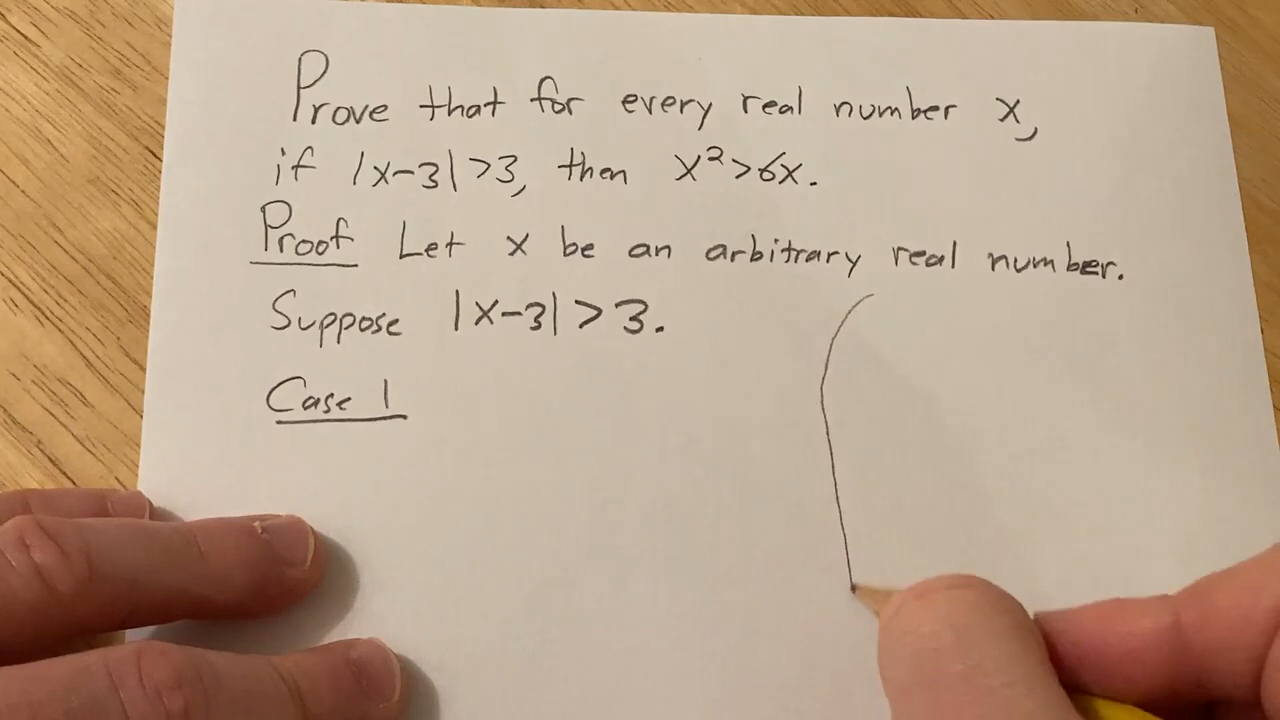 Prove that for every real number x,
if |x-3|>3, then x²>6x.
Proof Let x be an arbitrary real number.
Suppose |x-3|>3.
Case 1